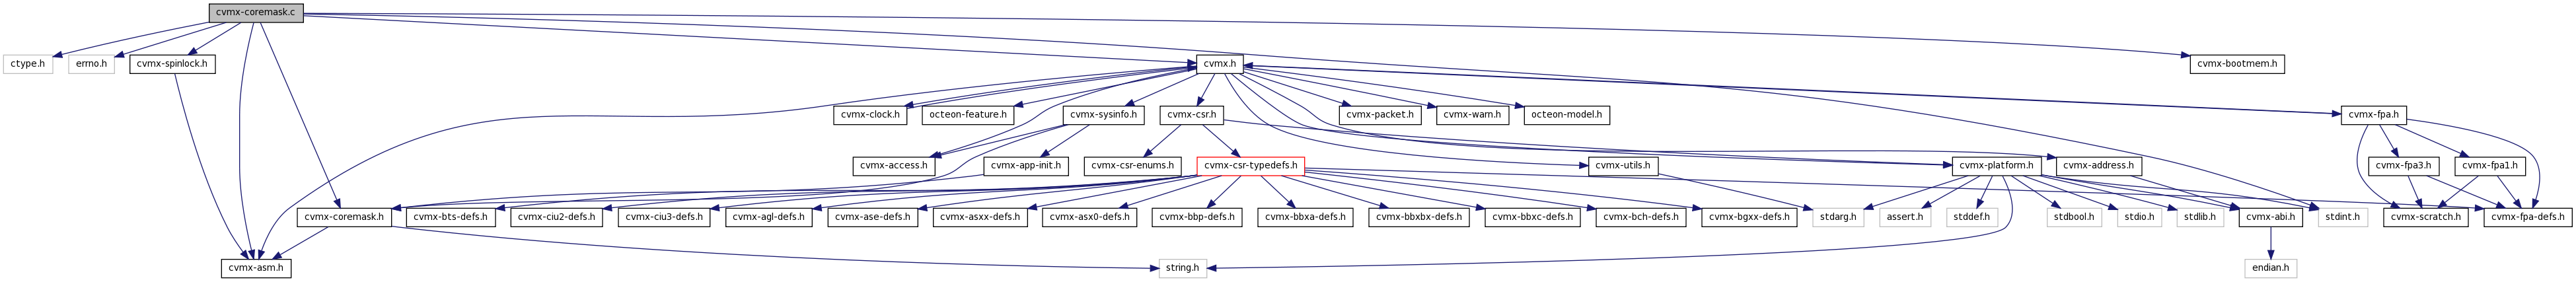 cvmx-coremask.c
ctype.h
errno.h
cvmx-spinlock.h
cvmx.h
cvmx-bootmem.h
cvmx-clock.h
octeon-feature.h
cvmx-sysinfo.h
cvmx-csr.h
cvmx-packet.h
cvmx-warn.h
octeon-model.h
cvmx-fpa.h
cvmx-access.h
cvmx-app-init.h
cvmx-csr-enums.h
cvmx-csr-typedefs.h
cvmx-utils.h
cvmx-platform.h
cvmx-address.h
cvmx-fpa3.h
cvmx-fpa1.h
cvmx-coremask.h
cvmx-bts-defs.h
cvmx-ciu2-defs.h
cvmx-ciu3-defs.h
cvmx-agl-defs.h
cvmx-ase-defs.h
cvmx-asxx-defs.h
cvmx-asx0-defs.h
cvmx-bbp-defs.h
cvmx-bbxa-defs.h
cvmx-bbxbx-defs.h
cvmx-bbxc-defs.h
cvmx-bch-defs.h
cvmx-bgxx-defs.h
stdarg.h
assert.h
stddef.h
stdbool.h
stdio.h
stdlib.h
cvmx-abi.h
stdint.h
cvmx-scratch.h
cvmx-fpa-defs.h
cvmx-asm.h
string.h
endian.h